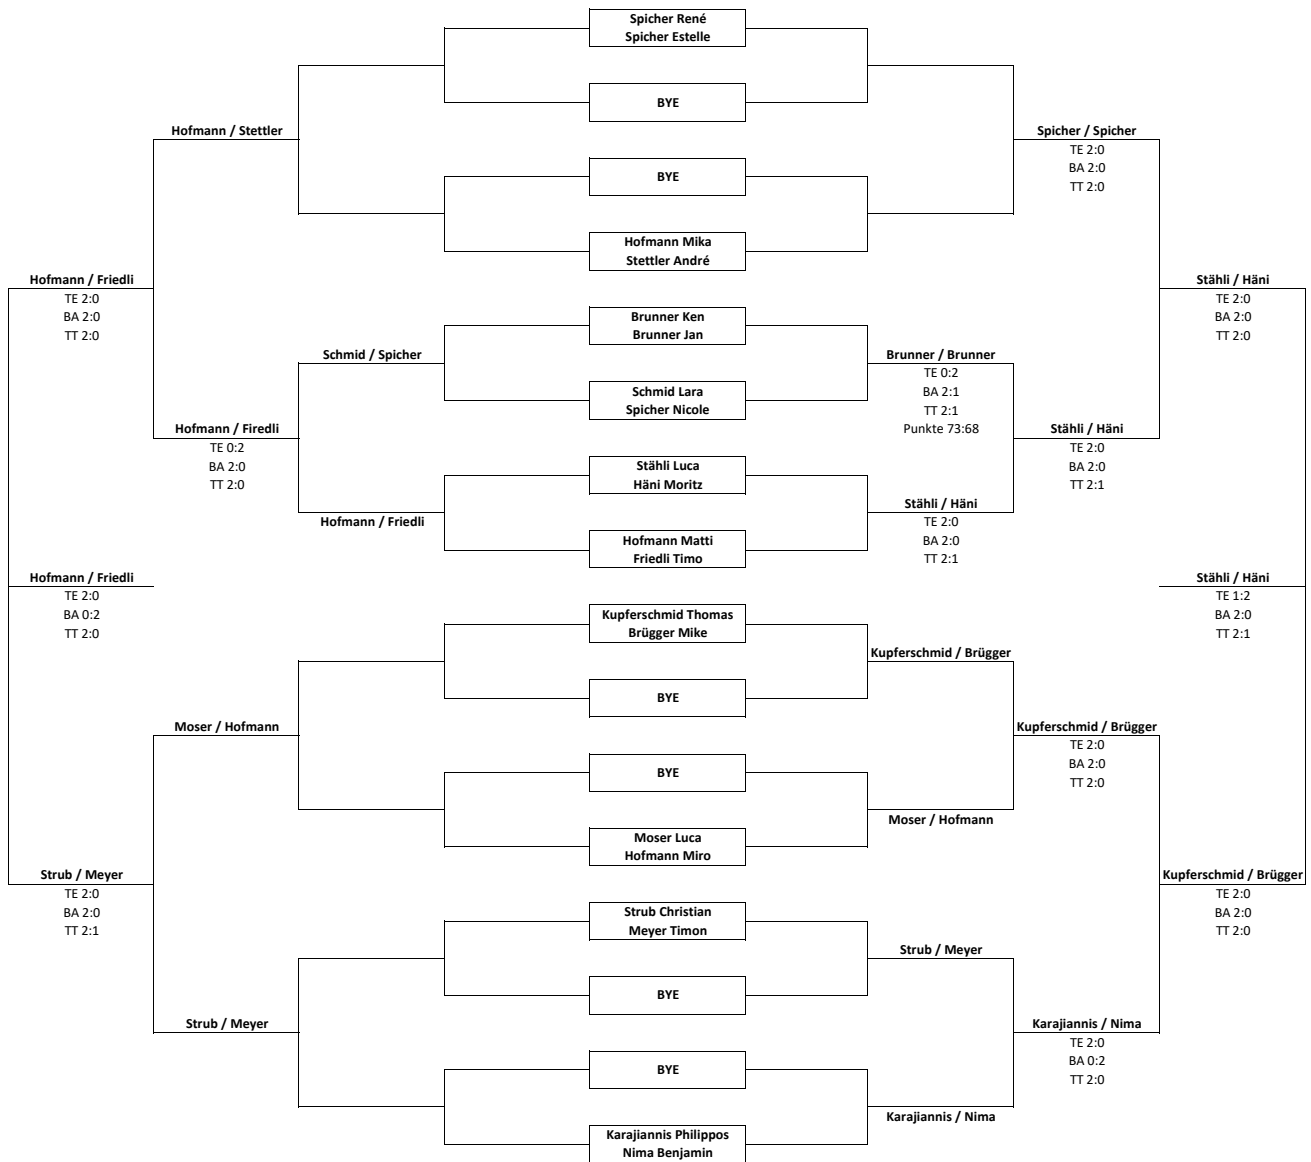 Spicher René
Spicher Estelle
BYE
Hofmann / Stettler
Spicher / Spicher
TE 2:0
BA 2:0
TT 2:0
BYE
Hofmann Mika
Stettler André
Hofmann / Friedli
TE 2:0
BA 2:0
TT 2:0
Stähli / Häni
TE 2:0
BA 2:0
TT 2:0
Brunner Ken
Brunner Jan
Schmid / Spicher
Brunner / Brunner
TE 0:2
BA 2:1
TT 2:1
Punkte 73:68
Schmid Lara
Spicher Nicole
Hofmann / Firedli
TE 0:2
BA 2:0
TT 2:0
Stähli / Häni
TE 2:0
BA 2:0
TT 2:1
Stähli Luca
Häni Moritz
Hofmann / Friedli
Stähli / Häni
TE 2:0
BA 2:0
TT 2:1
Hofmann Matti
Friedli Timo
Hofmann / Friedli
TE 2:0
BA 0:2
TT 2:0
Stähli / Häni
TE 1:2
BA 2:0
TT 2:1
Kupferschmid Thomas
Brügger Mike
Kupferschmid / Brügger
BYE
Moser / Hofmann
Kupferschmid / Brügger
TE 2:0
BA 2:0
TT 2:0
BYE
Moser / Hofmann
Moser Luca
Hofmann Miro
Strub / Meyer
TE 2:0
BA 2:0
TT 2:1
Kupferschmid / Brügger
TE 2:0
BA 2:0
TT 2:0
Strub Christian
Meyer Timon
Strub / Meyer
BYE
Strub / Meyer
Karajiannis / Nima
TE 2:0
BA 0:2
TT 2:0
BYE
Karajiannis / Nima
Karajiannis Philippos
Nima Benjamin